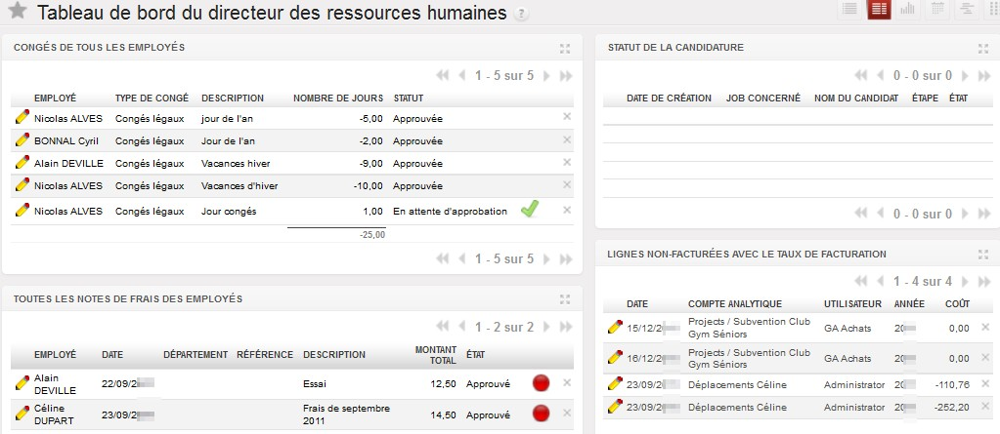 Tableau de bord du directeur des ressources humaines ?
CONGÉS DE TOUS LES EMPLOYÉS
1 - 5 sur 5
EMPLOYÉ TYPE DE CONGÉ DESCRIPTION NOMBRE DE JOURS STATUT
Nicolas ALVES Congés légaux jour de l'an -5,00 Approuvée
BONNAL Cyril Congés légaux Jour de l'an -2,00 Approuvée
Alain DEVILLE Congés légaux Vacances hiver -9,00 Approuvée
Nicolas ALVES Congés légaux Vacances d'hiver -10,00 Approuvée
Nicolas ALVES Congés légaux Jour congés 1,00 En attente d'approbation
-25,00
1 - 5 sur 5
TOUTES LES NOTES DE FRAIS DES EMPLOYÉS
1 - 2 sur 2
EMPLOYÉ DATE DÉPARTEMENT RÉFÉRENCE DESCRIPTION MONTANT TOTAL ÉTAT
Alain DEVILLE 22/09/2 Essai 12,50 Approuvé
Céline DUPART 23/09/2 Frais de septembre 2011 14,50 Approuvé
STATUT DE LA CANDIDATURE
0 - 0 sur 0
DATE DE CRÉATION JOB CONCERNÉ NOM DU CANDIDAT ÉTAPE ÉTAT
0 - 0 sur 0
LIGNES NON-FACTURÉES AVEC LE TAUX DE FACTURATION
1 - 4 sur 4
DATE COMPTE ANALYTIQUE UTILISATEUR ANNÉE COÛT
15/12/2 Projects / Subvention Club Gym Séniors GA Achats 20 0,00
16/12/2 Projects / Subvention Club Gym Séniors GA Achats 20 0,00
23/09/2 Déplacements Céline Administrator 20 -110,76
23/09/2 Déplacements Céline Administrator 20 -252,20